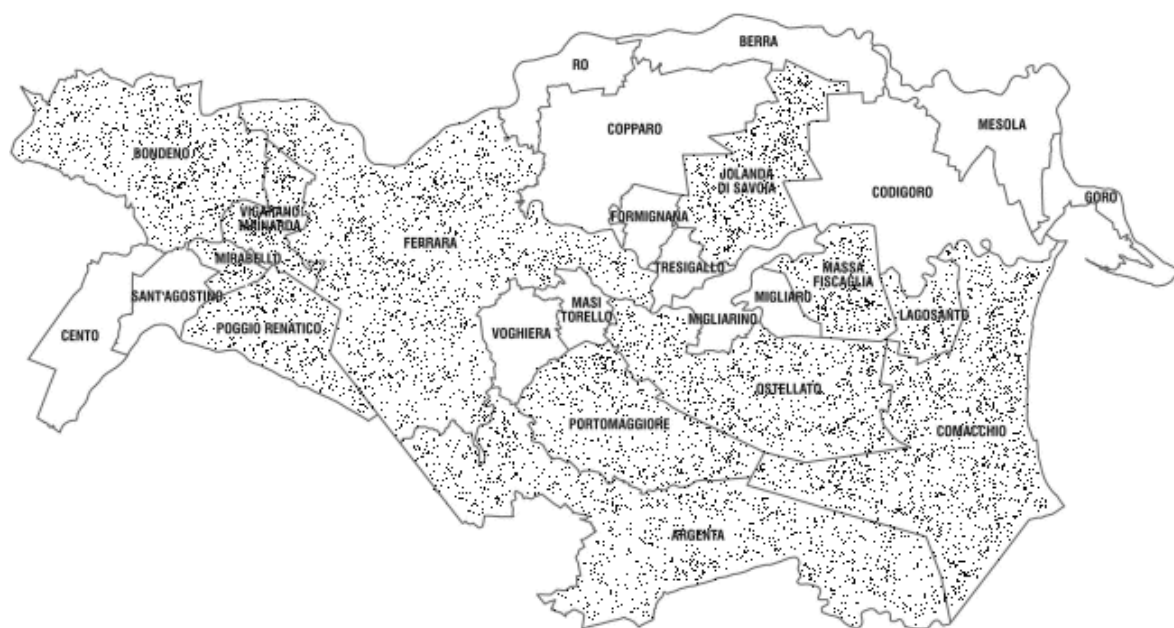 BERRA
RO
COPPARO
MESOLA
BONDENO
JOLANDA
DI SAVOIA
CODIGORO
GORO
VIGARANO
MAINARDA
FORMIGNANA
FERRARA
MIRABELLO
TRESIGALLO
MASSA
FISCAGLIA
SANT'AGOSTINO
MIGLIARO
MASI
TORELLO
LAGOSANTO
CENTO
POGGIO RENATICO
VOGHIERA
MIGLIARINO
OSTELLATO
PORTOMAGGIORE
COMACCHIO
ARGENTA